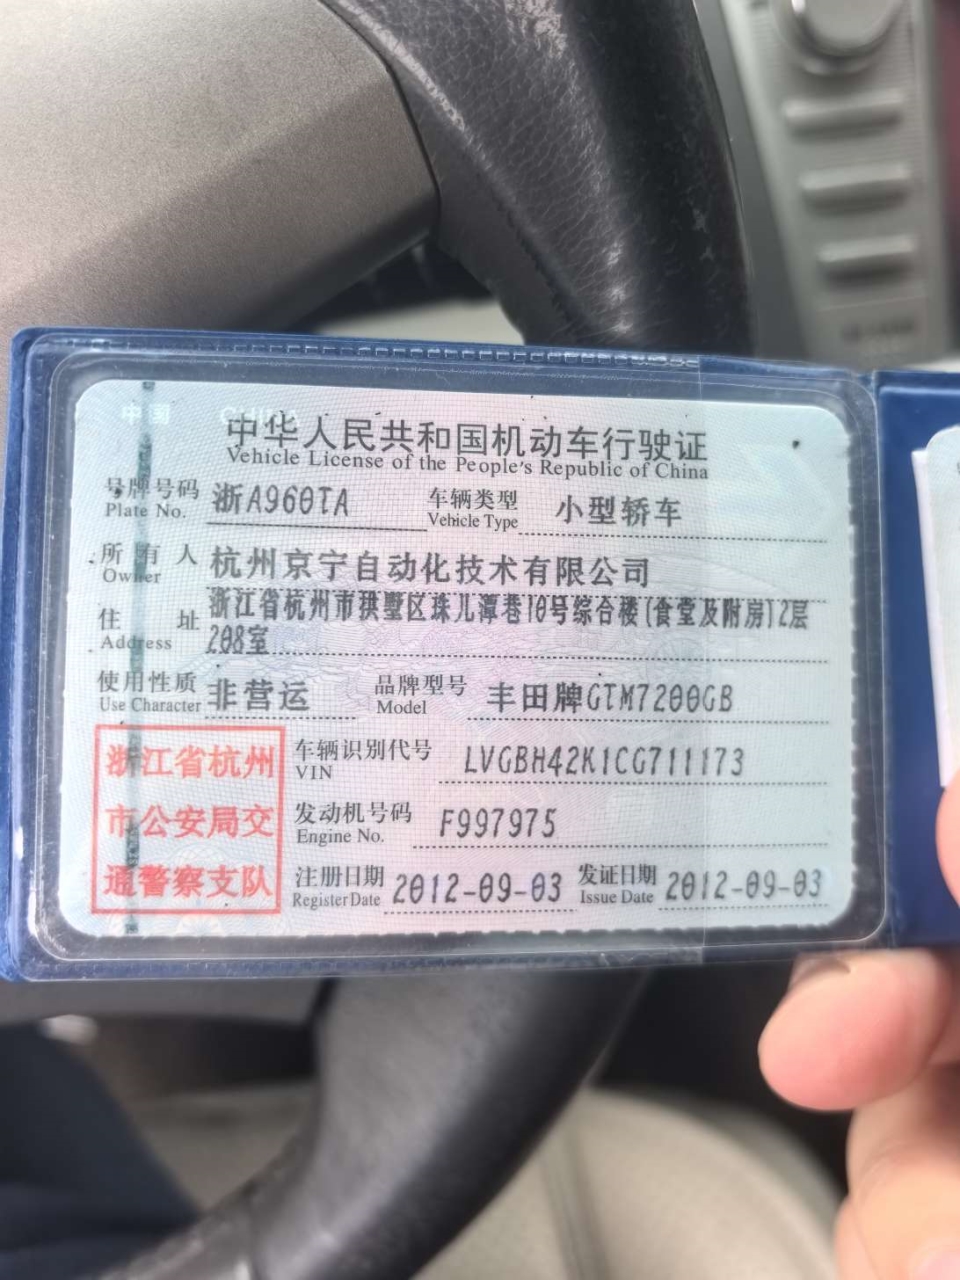 中国 CHINA
中华人民共和国机动车行驶证
Vehicle License of the People's Republic of China
号牌号码 浙A960TA 车辆类型 小型轿车
Plate No. Vehicle Type
所有人 杭州京宁自动化技术有限公司
Owner
住址 浙江省杭州市拱墅区珠儿潭巷10号综合楼(食堂及附房)2层
Address 208室
使用性质 非营运 品牌型号 丰田牌GTM7200GB
Use Character Model
浙江省杭州 车辆识别代号 LVGBH42K1CG711173
VIN
市公安局交 发动机号码 F997975
Engine No.
通警察支队 注册日期 2012-09-03 发证日期 2012-09-03
Register Date Issue Date